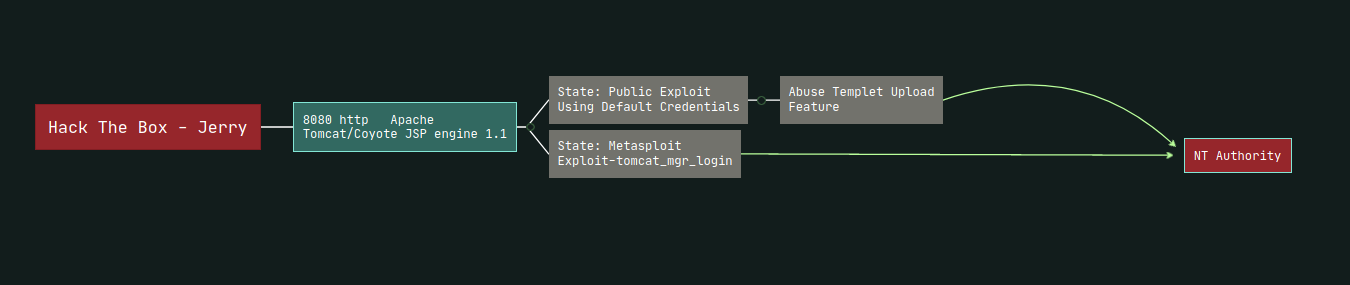 Hack The Box – Jerry
8080 http   Apache
Tomcat/Coyote JSP engine 1.1
State: Public Exploit
Using Default Credentials
Abuse Templet Upload
Feature
State: Metasploit
Exploit-tomcat_mgr_login
NT Authority